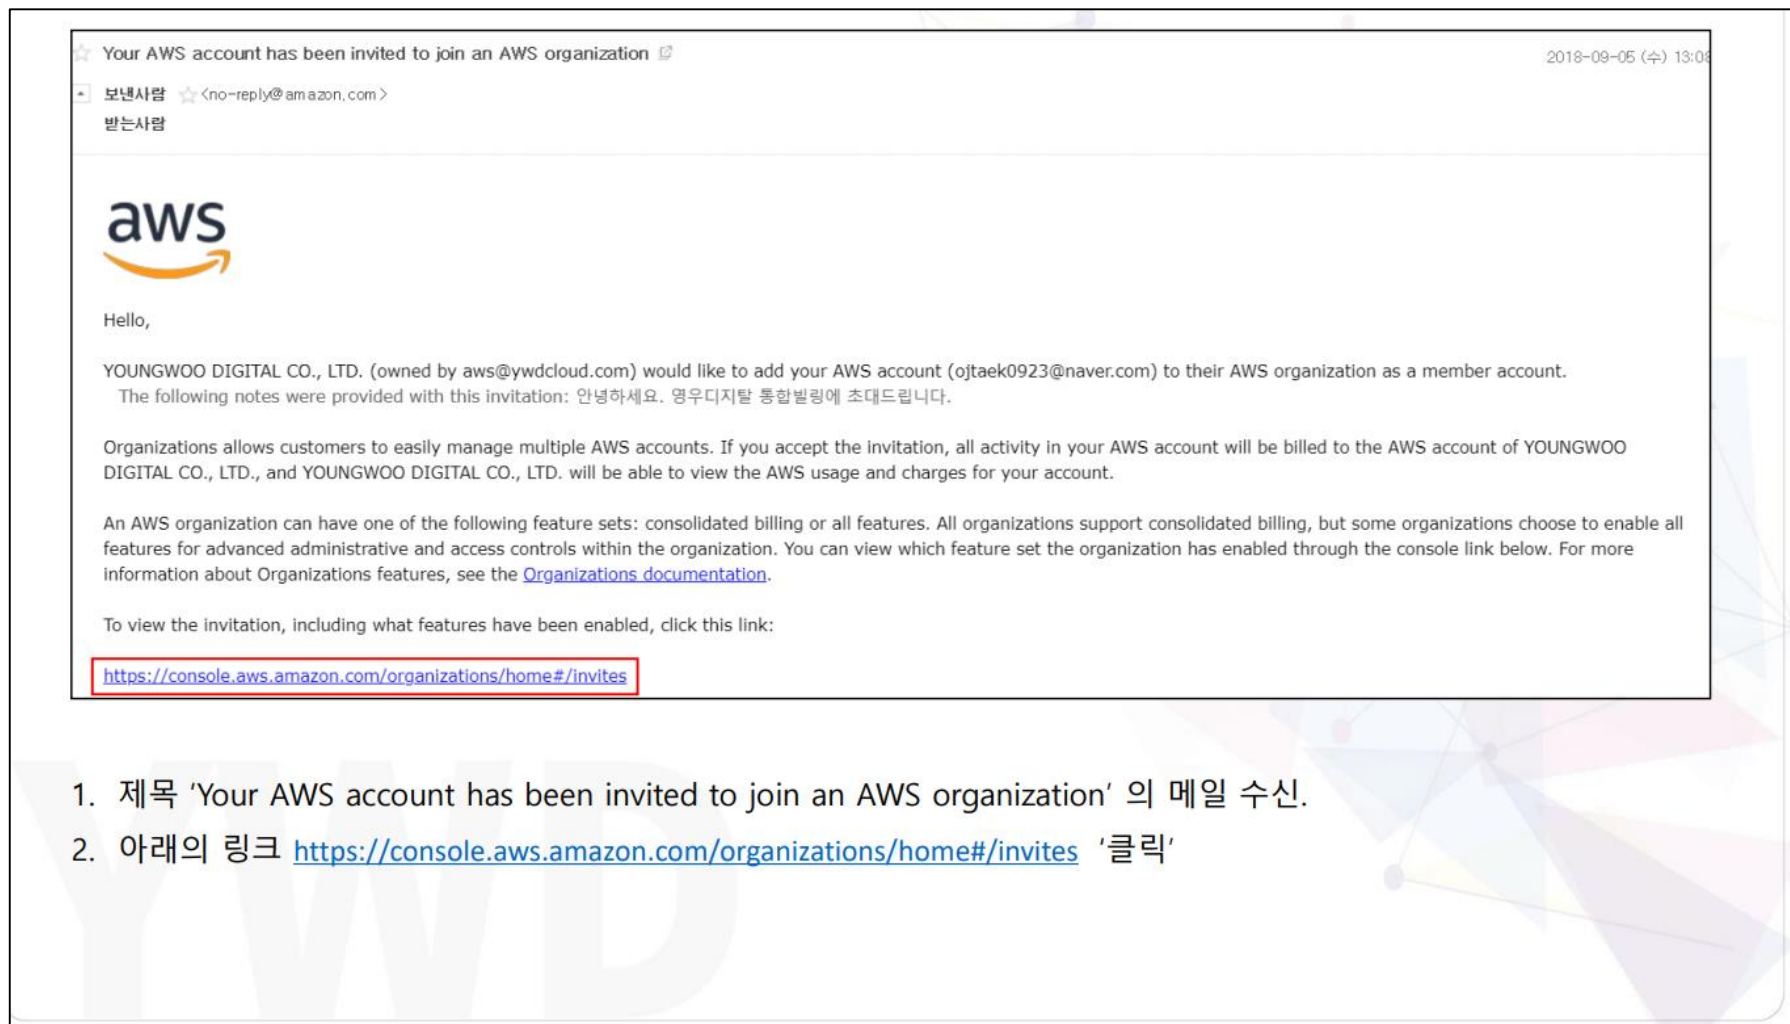 Your AWS account has been invited to join an AWS organization
2018-09-05 (수) 13:08
보낸사람 <no-reply@amazon.com>
받는사람
aws
Hello,
YOUNGWOO DIGITAL CO., LTD. (owned by aws@ywdcloud.com) would like to add your AWS account (ojtaek0923@naver.com) to their AWS organization as a member account.
The following notes were provided with this invitation: 안녕하세요. 영우디지탈 통합빌링에 초대드립니다.
Organizations allows customers to easily manage multiple AWS accounts. If you accept the invitation, all activity in your AWS account will be billed to the AWS account of YOUNGWOO
DIGITAL CO., LTD., and YOUNGWOO DIGITAL CO., LTD. will be able to view the AWS usage and charges for your account.
An AWS organization can have one of the following feature sets: consolidated billing or all features. All organizations support consolidated billing, but some organizations choose to enable all
features for advanced administrative and access controls within the organization. You can view which feature set the organization has enabled through the console link below. For more
information about Organizations features, see the Organizations documentation.
To view the invitation, including what features have been enabled, click this link:
https://console.aws.amazon.com/organizations/home#/invites
1. 제목 ‘Your AWS account has been invited to join an AWS organization’ 의 메일 수신.
2. 아래의 링크 https://console.aws.amazon.com/organizations/home#/invites ‘클릭’
YWD